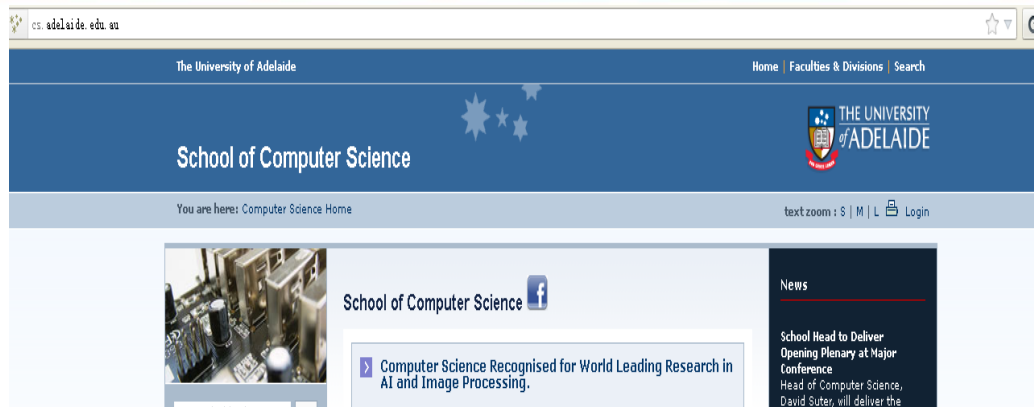 cs.adelaide.edu.au
The University of Adelaide
Home | Faculties & Divisions | Search
THE UNIVERSITY
of ADELAIDE
School of Computer Science
You are here: Computer Science Home
text zoom : S | M | L Login
School of Computer Science
Computer Science Recognised for World Leading Research in
AI and Image Processing.
News
School Head to Deliver
Opening Plenary at Major
Conference
Head of Computer Science,
David Suter, will deliver the